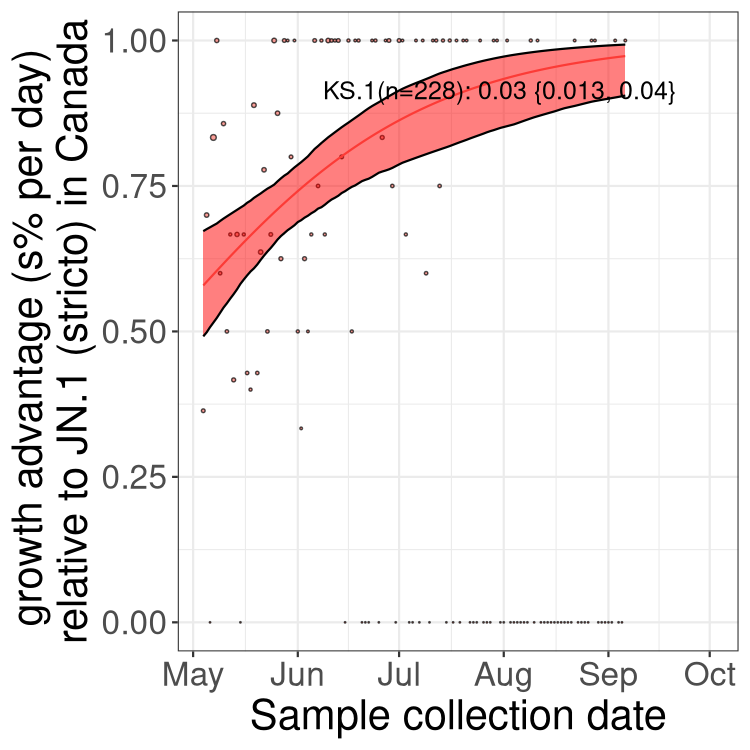 growth advantage (s% per day)
relative to JN.1 (stricto) in Canada
1.00
0.75
0.50
0.25
0.00
KS.1(n=228): 0.03 {0.013, 0.04}
May Jun Jul Aug Sep Oct
Sample collection date